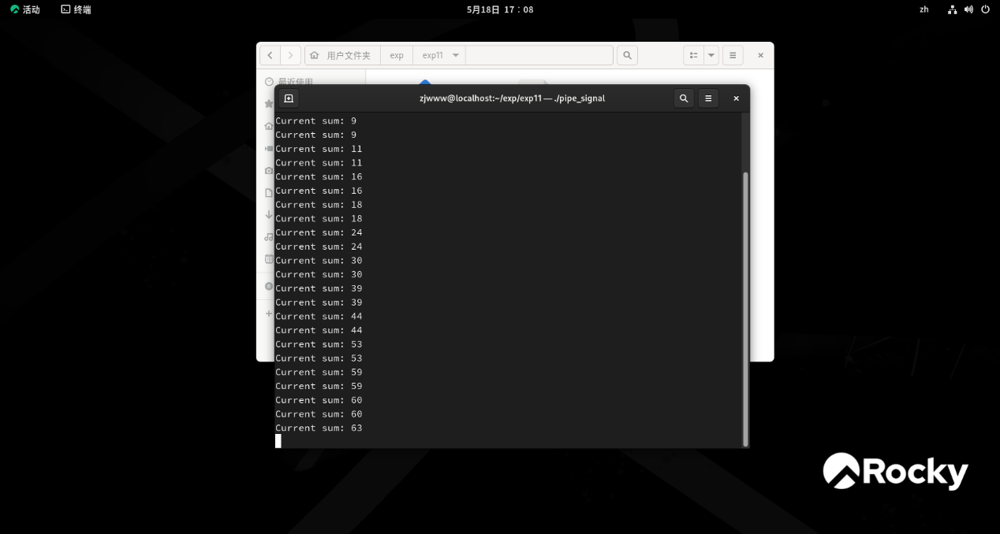 活动 终端 5月18日 17：08 zh
用户文件夹 exp exp11
最近使用
zjwww@localhost:~/exp/exp11 — ./pipe_signal
Current sum: 9
Current sum: 9
Current sum: 11
Current sum: 11
Current sum: 16
Current sum: 16
Current sum: 18
Current sum: 18
Current sum: 24
Current sum: 24
Current sum: 30
Current sum: 30
Current sum: 39
Current sum: 39
Current sum: 44
Current sum: 44
Current sum: 53
Current sum: 53
Current sum: 59
Current sum: 59
Current sum: 60
Current sum: 60
Current sum: 63
Rocky